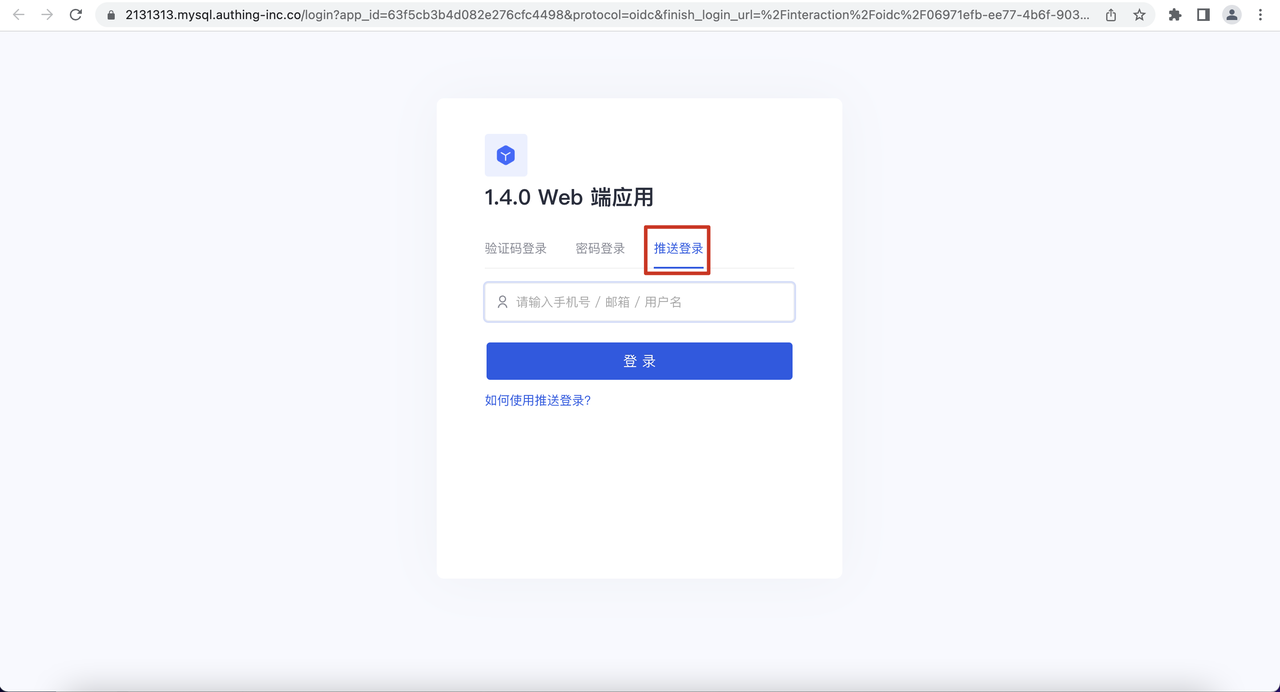 2131313.mysql.authing-inc.co/login?app_id=63f5cb3b4d082e276cfc4498&protocol=oidc&finish_login_url=%2Finteraction%2Foidc%2F06971efb-ee77-4b6f-903...
1.4.0 Web 端应用
验证码登录 密码登录 推送登录
请输入手机号 / 邮箱 / 用户名
登 录
如何使用推送登录?